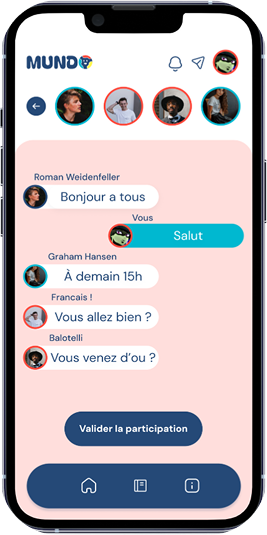 MUNDO
Roman Weidenfeller
Bonjour a tous
Vous
Salut
Graham Hansen
À demain 15h
Francais !
Vous allez bien ?
Balotelli
Vous venez d'ou ?
Valider la participation